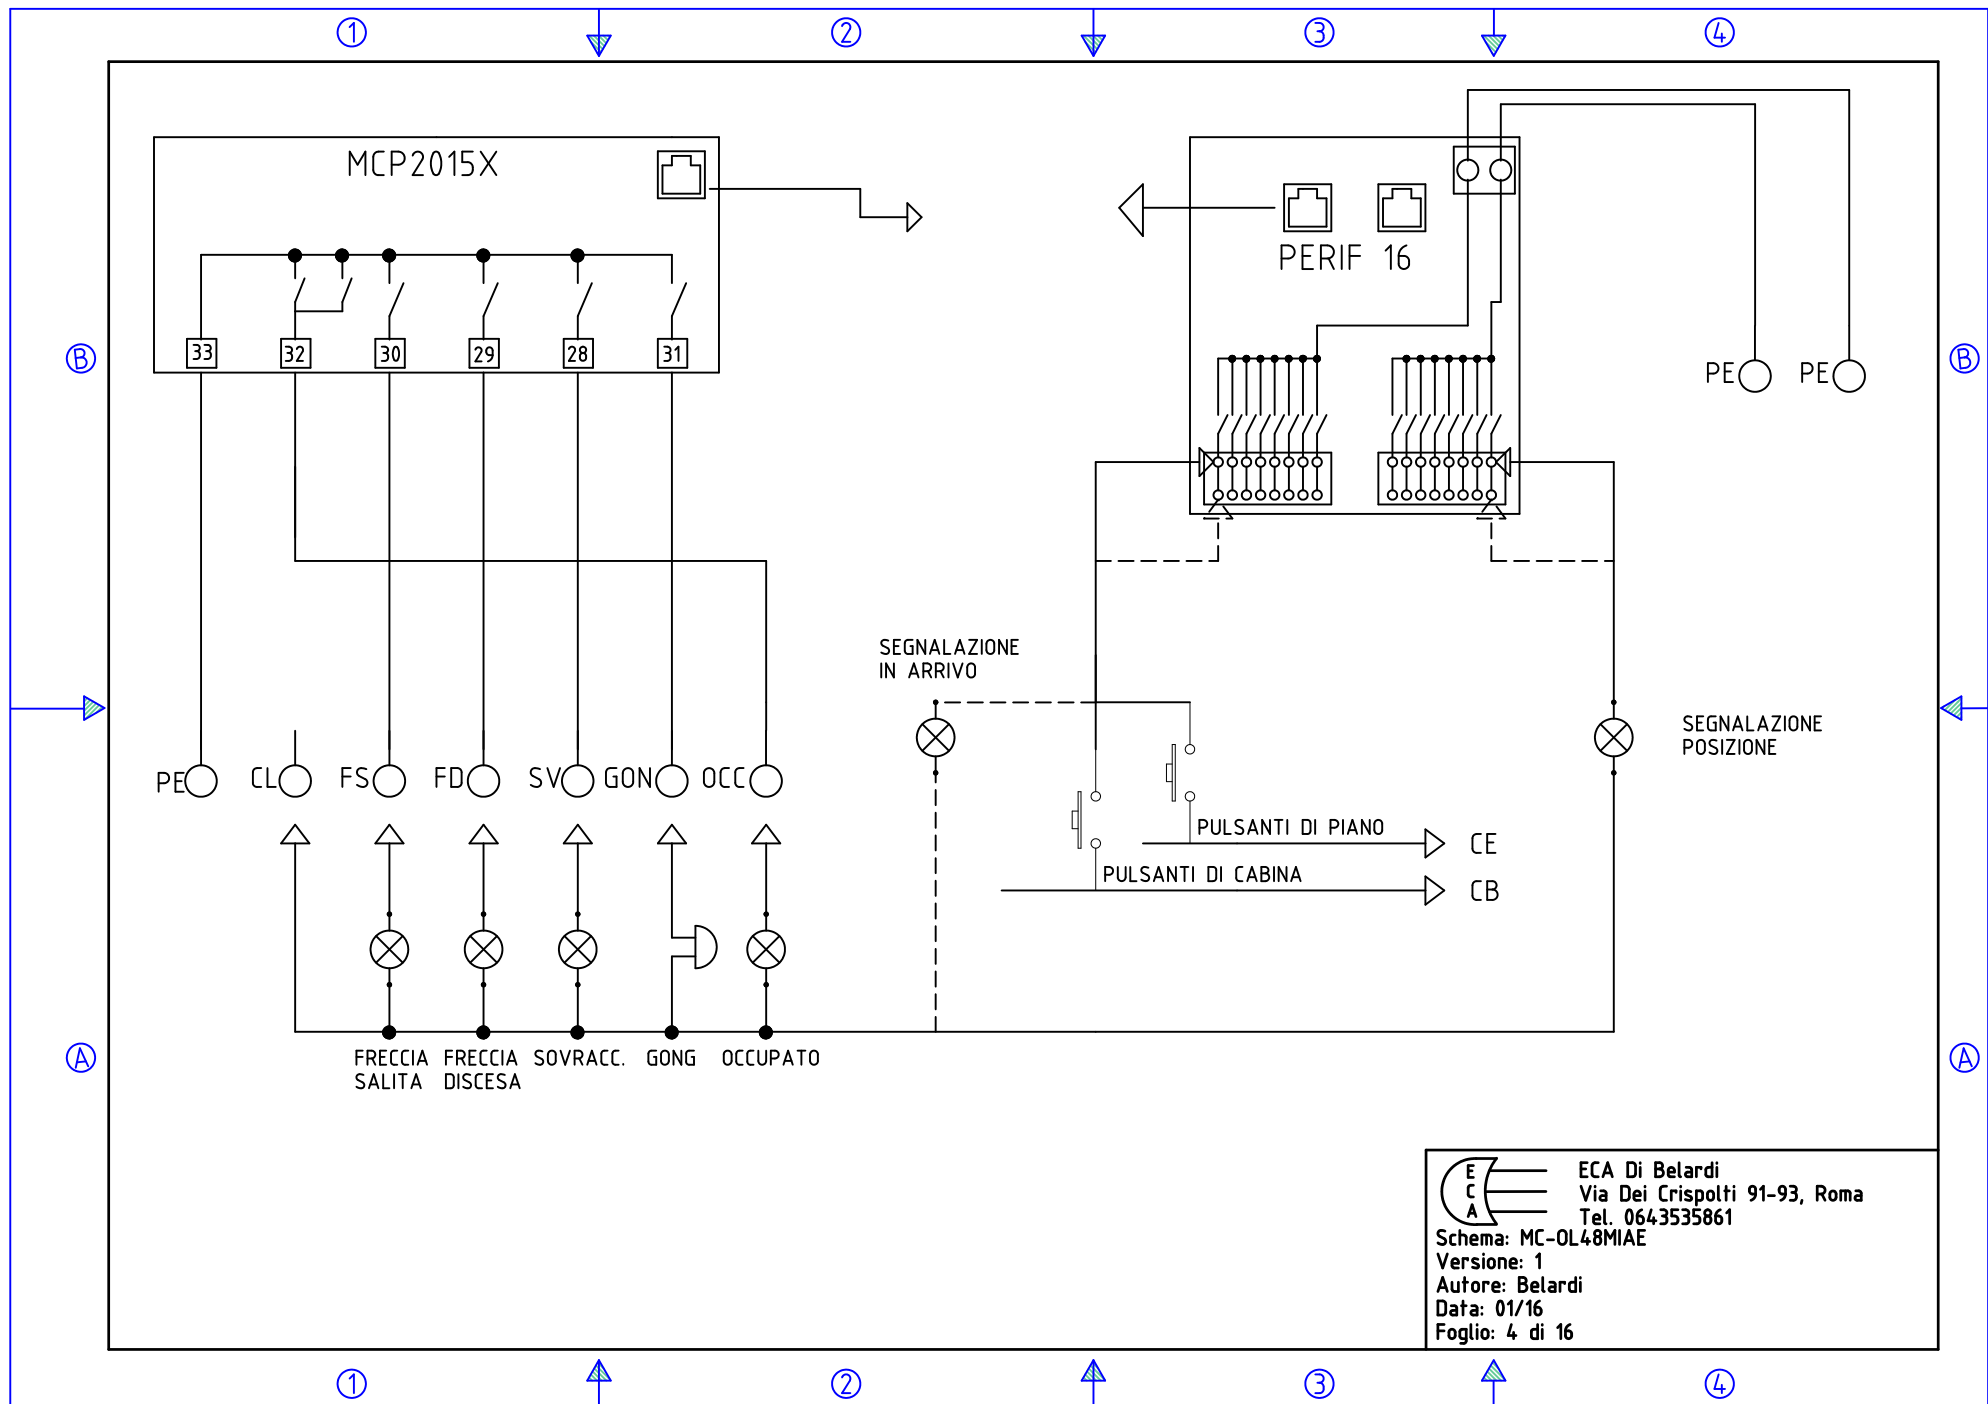 1 2 3 4
MCP2015X
PERIF 16
33 32 30 29 28 31
B
B
PE PE
SEGNALAZIONE
IN ARRIVO
SEGNALAZIONE
POSIZIONE
PE CL FS FD SV GON OCC
PULSANTI DI PIANO CE
PULSANTI DI CABINA CB
A
A
FRECCIA
SALITA
FRECCIA
DISCESA
SOVRACC.
GONG
OCCUPATO
E
C
A
ECA Di Belardi
Via Dei Crispolti 91-93, Roma
Tel. 0643535861
Schema: MC-OL48MIAE
Versione: 1
Autore: Belardi
Data: 01/16
Foglio: 4 di 16
1 2 3 4